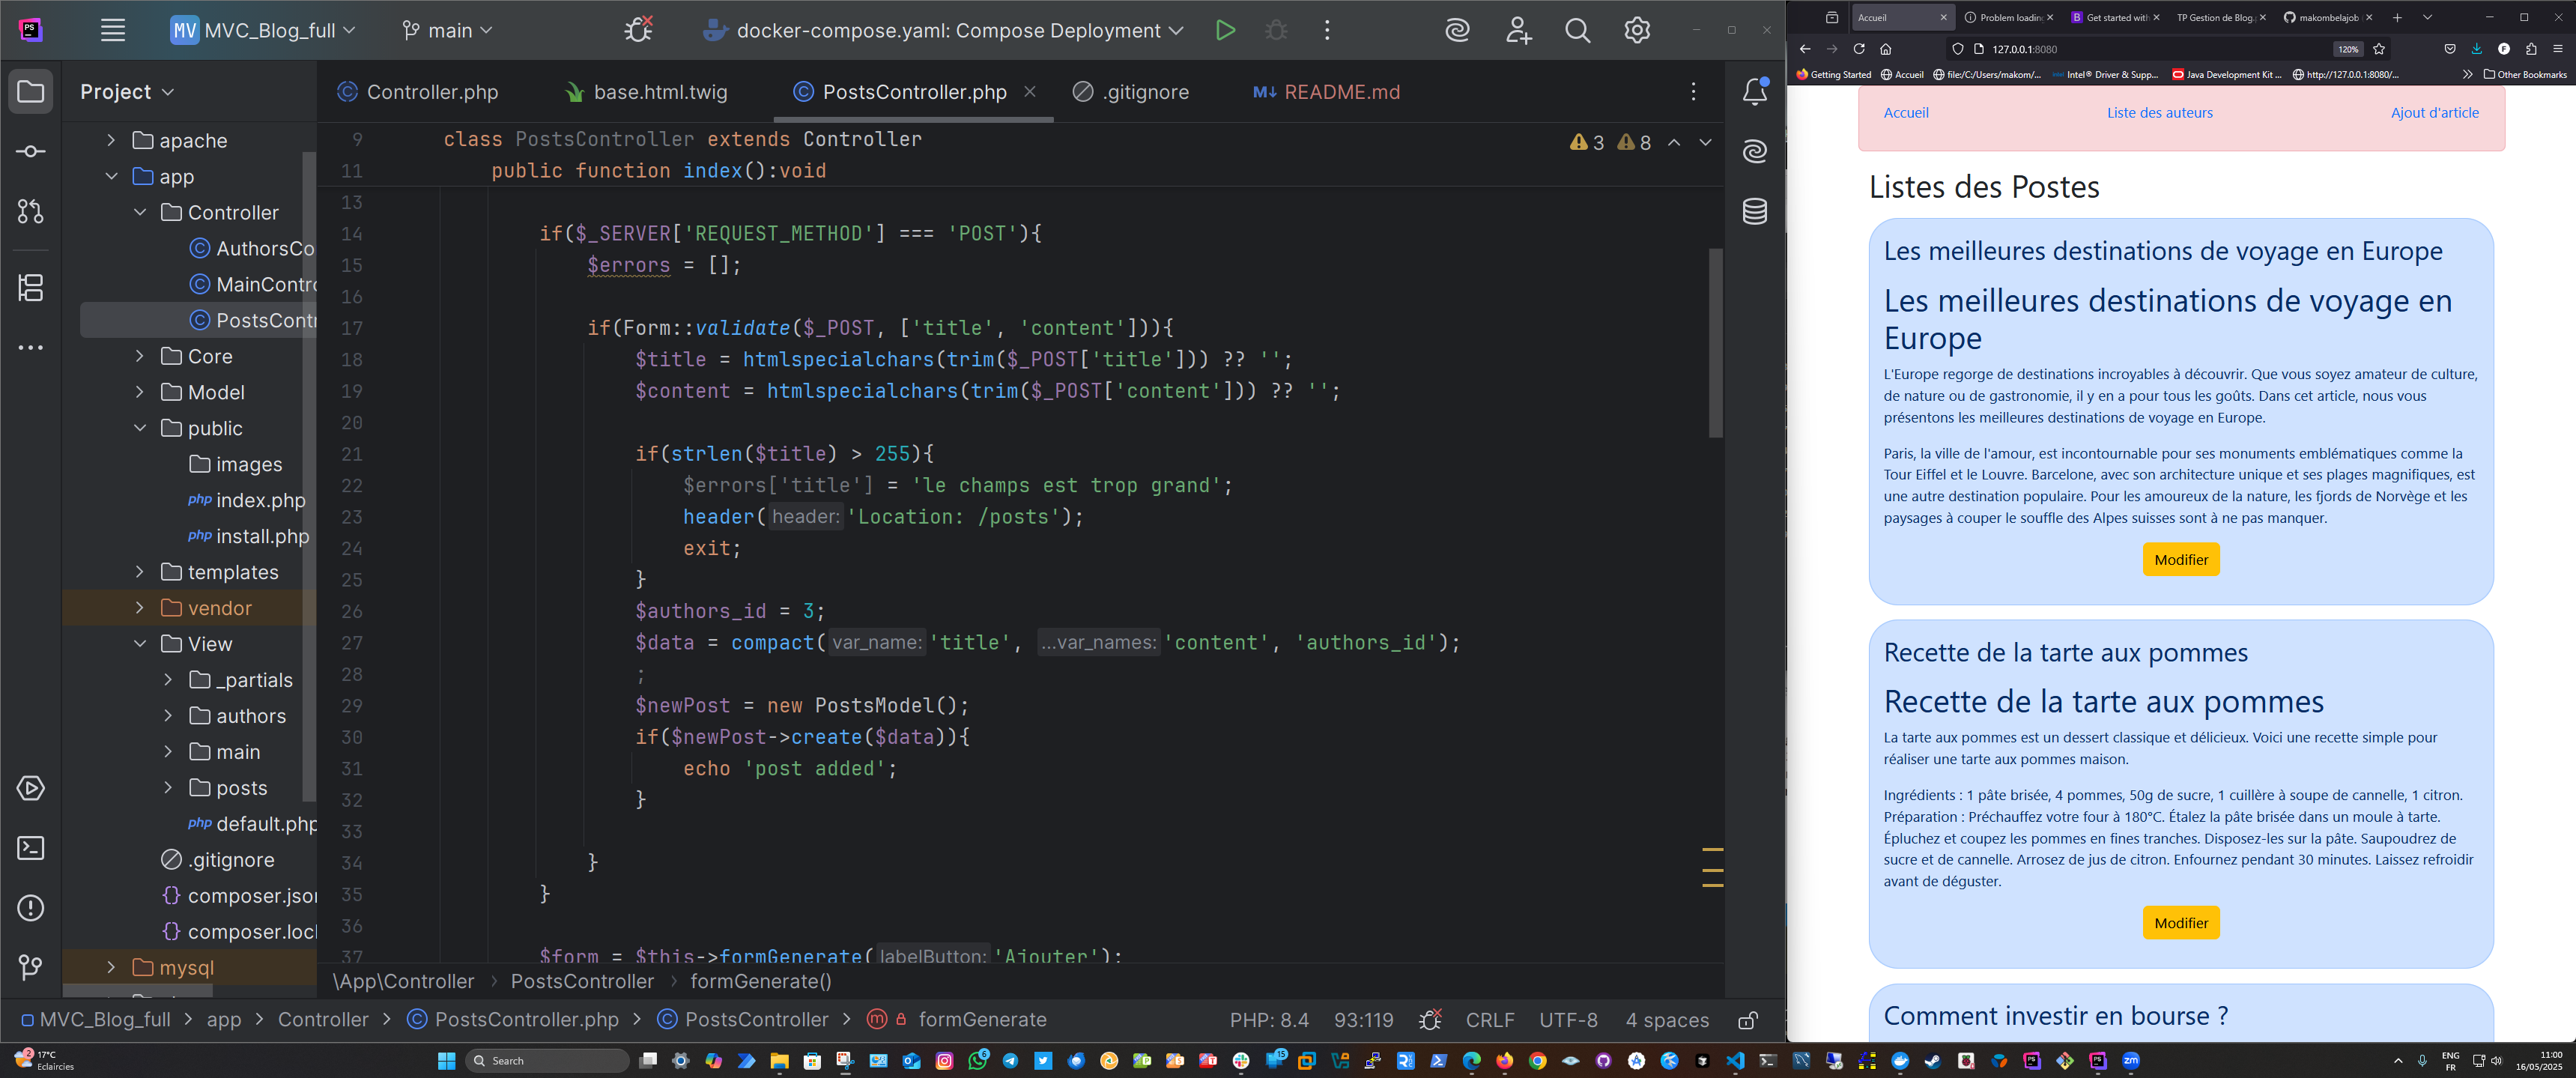 MV MVC_Blog_full
main
docker-compose.yaml: Compose Deployment
Project
apache
app
Controller
AuthorsCo
MainContro
PostsContr
Core
Model
public
images
index.php
install.php
templates
vendor
View
_partials
authors
main
posts
default.php
.gitignore
composer.jso
composer.loc
mysql
Controller.php
base.html.twig
PostsController.php
.gitignore
README.md
3 8
9 class PostsController extends Controller
11 public function index():void
13
14 if($_SERVER['REQUEST_METHOD'] === 'POST'){
15 $errors = [];
16
17 if(Form::validate($_POST, ['title', 'content'])){
18 $title = htmlspecialchars(trim($_POST['title'])) ?? '';
19 $content = htmlspecialchars(trim($_POST['content'])) ?? '';
20
21 if(strlen($title) > 255){
22 $errors['title'] = 'le champs est trop grand';
23 header( header: 'Location: /posts');
24 exit;
25 }
26 $authors_id = 3;
27 $data = compact( var_name: 'title', ...var_names: 'content', 'authors_id');
28 ;
29 $newPost = new PostsModel();
30 if($newPost->create($data)){
31 echo 'post added';
32 }
33
34 }
35 }
36
37 $form = $this->formGenerate( labelButton: 'Ajouter');
\App\Controller > PostsController > formGenerate()
MVC_Blog_full > app > Controller > PostsController.php > PostsController > formGenerate
PHP: 8.4 93:119 CRLF UTF-8 4 spaces
Accueil
Problem loadin
Get started wit
TP Gestion de Blog
makombelajob
127.0.0.1:8080
120%
Getting Started
Accueil
file:/C:/Users/makom/...
Intel® Driver & Supp...
Java Development Kit ...
http://127.0.0.1:8080/...
Other Bookmarks
Accueil
Liste des auteurs
Ajout d'article
Listes des Postes
Les meilleures destinations de voyage en Europe
Les meilleures destinations de voyage en
Europe
L'Europe regorge de destinations incroyables à découvrir. Que vous soyez amateur de culture,
de nature ou de gastronomie, il y en a pour tous les goûts. Dans cet article, nous vous
présentons les meilleures destinations de voyage en Europe.
Paris, la ville de l'amour, est incontournable pour ses monuments emblématiques comme la
Tour Eiffel et le Louvre. Barcelone, avec son architecture unique et ses plages magnifiques, est
une autre destination populaire. Pour les amoureux de la nature, les fjords de Norvège et les
paysages à couper le souffle des Alpes suisses sont à ne pas manquer.
Modifier
Recette de la tarte aux pommes
Recette de la tarte aux pommes
La tarte aux pommes est un dessert classique et délicieux. Voici une recette simple pour
réaliser une tarte aux pommes maison.
Ingrédients : 1 pâte brisée, 4 pommes, 50g de sucre, 1 cuillère à soupe de cannelle, 1 citron.
Préparation : Préchauffez votre four à 180°C. Étalez la pâte brisée dans un moule à tarte.
Épluchez et coupez les pommes en fines tranches. Disposez-les sur la pâte. Saupoudrez de
sucre et de cannelle. Arrosez de jus de citron. Enfournez pendant 30 minutes. Laissez refroidir
avant de déguster.
Modifier
Comment investir en bourse ?
2
17°C
Eclaircies
Search
6
15
zm
ENG
FR
11:00
16/05/2025